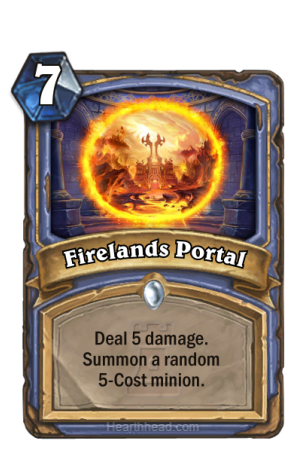 7
Firelands Portal
Deal 5 damage.
Summon a random
5-Cost minion.
Hearthhead.com